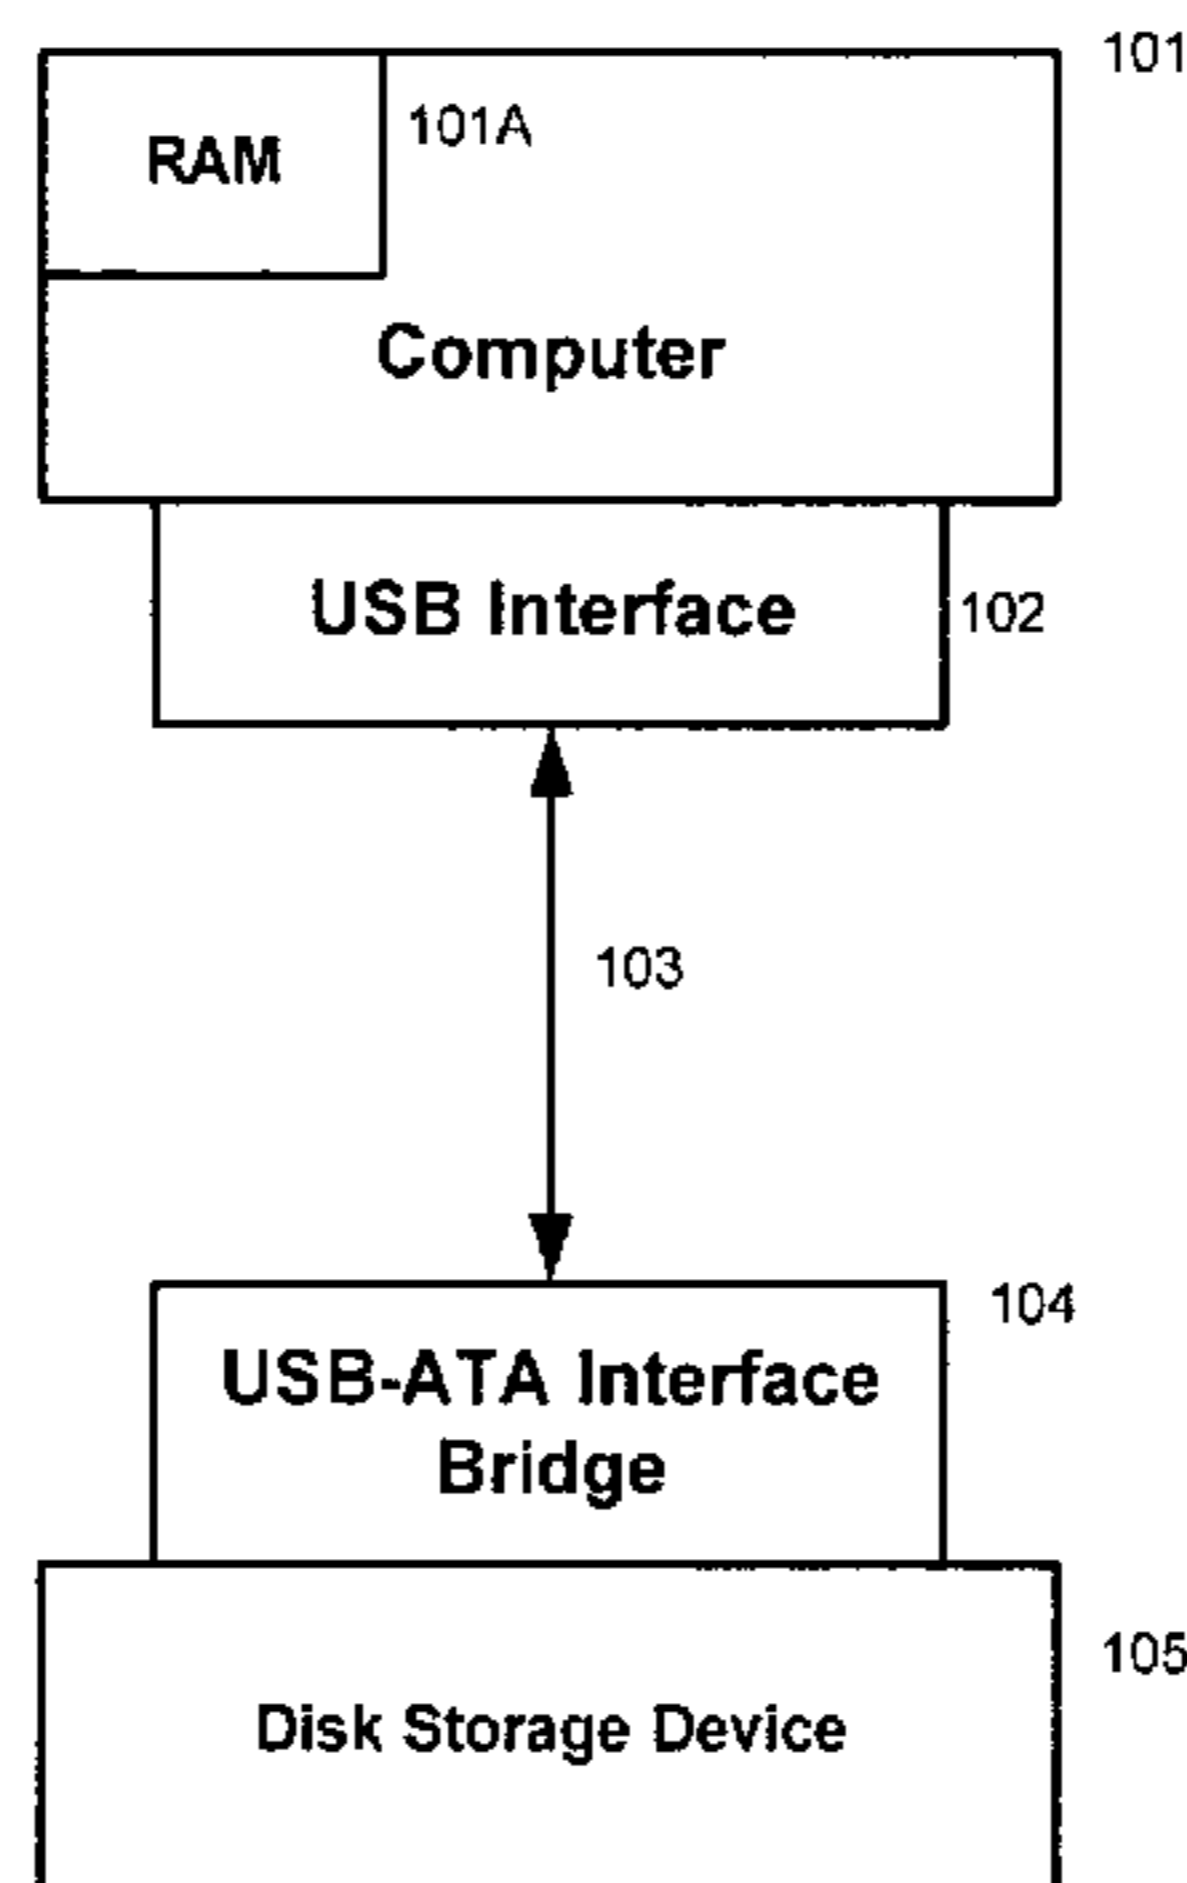 101
RAM
101A
Computer
USB Interface
102
103
104
USB-ATA Interface
Bridge
105
Disk Storage Device